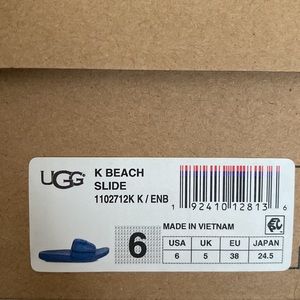 UGG
K BEACH
SLIDE
1102712K K / ENB
1 92410 12813 6
MADE IN VIETNAM
6
USA UK EU JAPAN
6 5 38 24.5